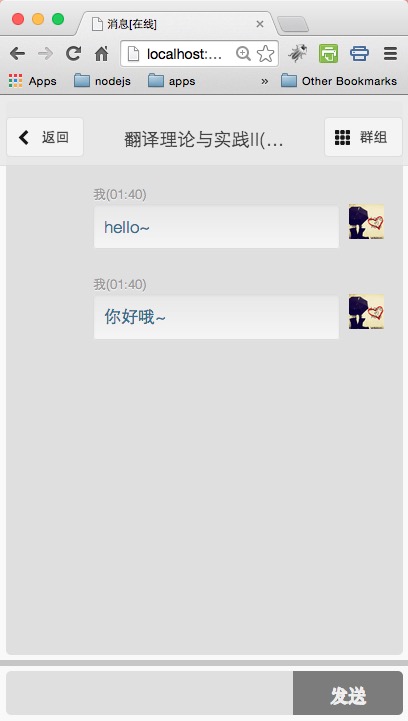 消息[在线]
localhost:...
Apps
nodejs
apps
»
Other Bookmarks
返回
翻译理论与实践II(...
群组
我(01:40)
hello~
我(01:40)
你好哦~
发送